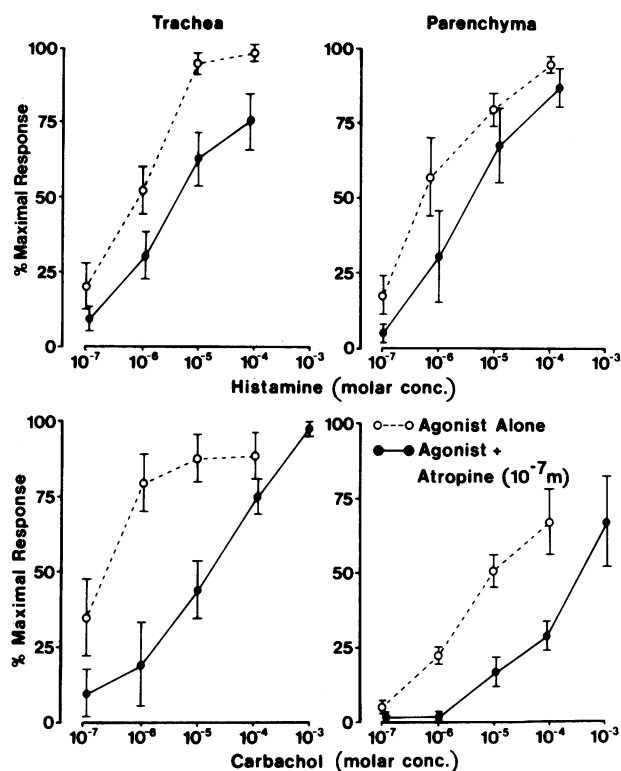 Trachea Parenchyma
% Maximal Response
100 100
75 75
50 50
25 25
0 0
10⁻⁷ 10⁻⁶ 10⁻⁵ 10⁻⁴ 10⁻³ 10⁻⁷ 10⁻⁶ 10⁻⁵ 10⁻⁴ 10⁻³
Histamine (molar conc.)
% Maximal Response
100 100
Agonist Alone
Agonist +
Atropine (10⁻⁷m)
75 75
50 50
25 25
0 0
10⁻⁷ 10⁻⁶ 10⁻⁵ 10⁻⁴ 10⁻³ 10⁻⁷ 10⁻⁶ 10⁻⁵ 10⁻⁴ 10⁻³
Carbachol (molar conc.)